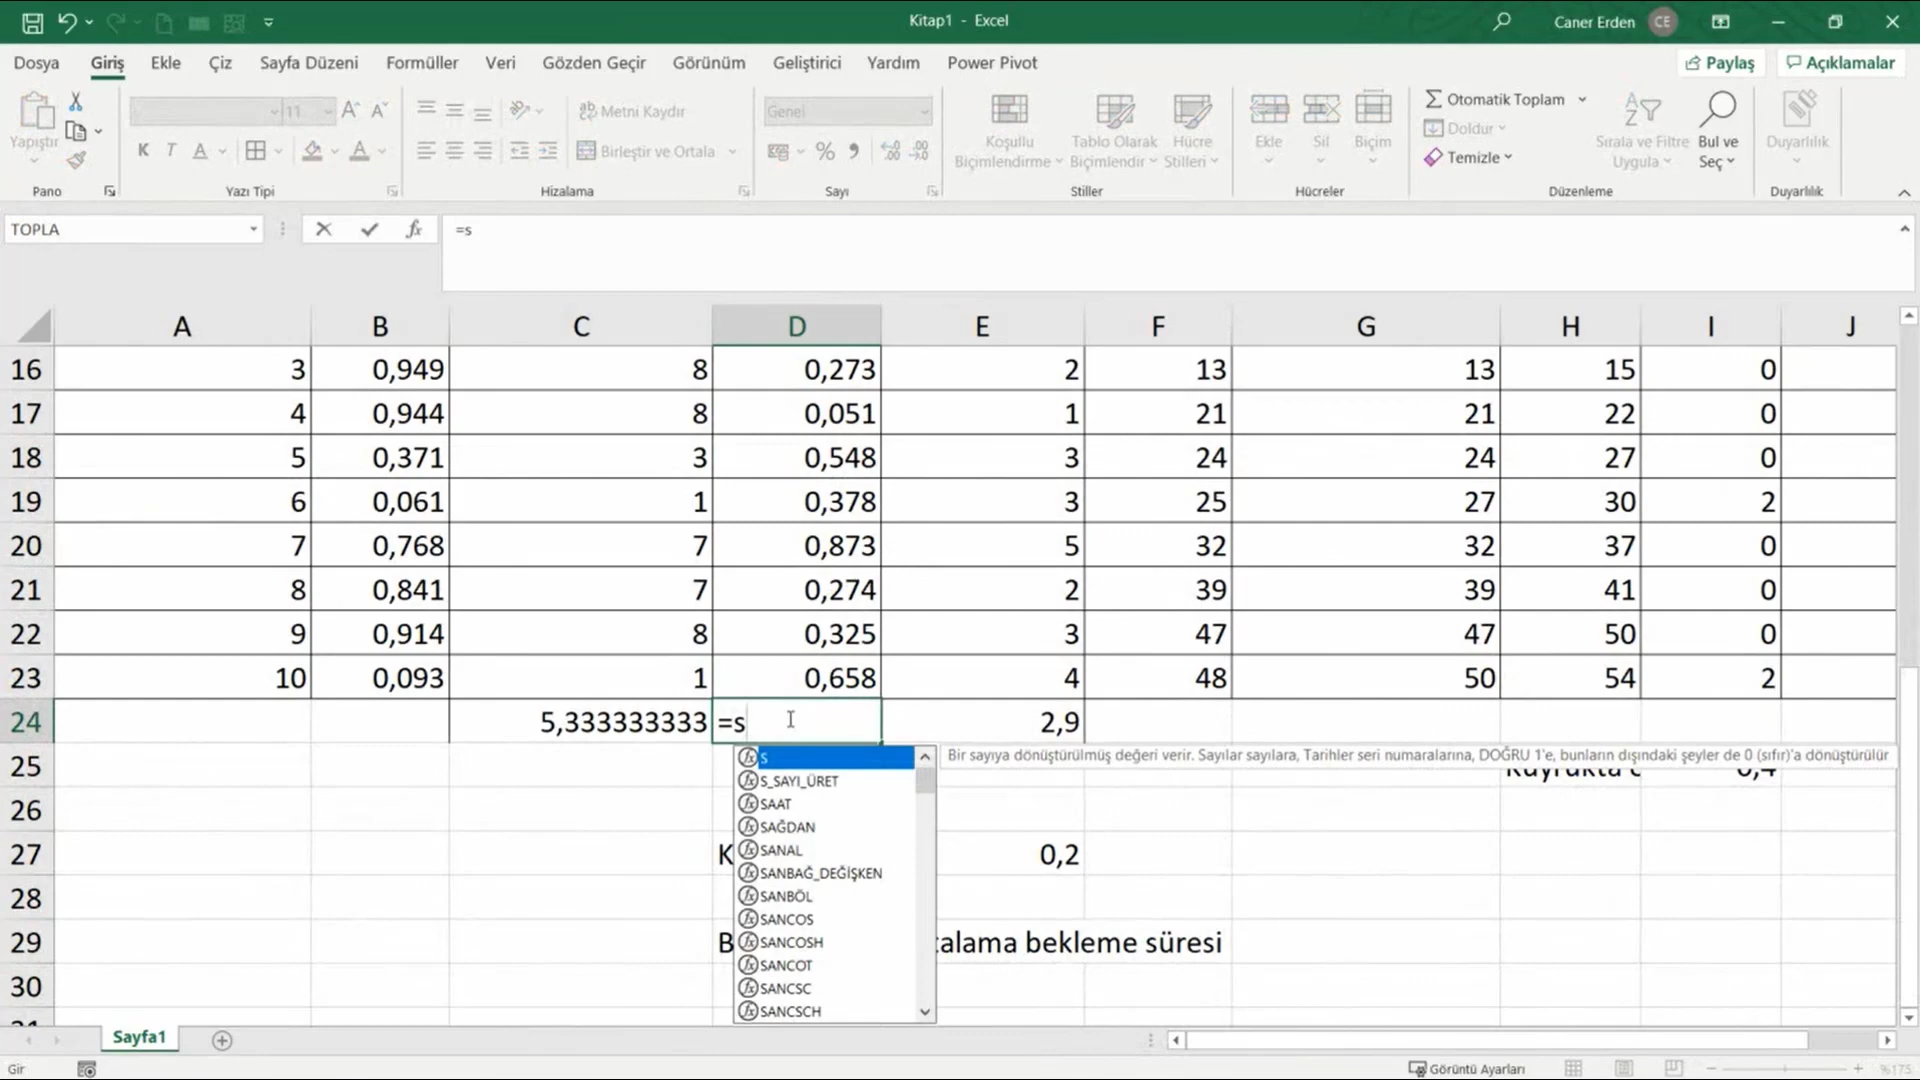 Kitap1 - Excel
Caner Erden
CE
Dosya
Giriş
Ekle
Çiz
Sayfa Düzeni
Formüller
Veri
Gözden Geçir
Görünüm
Geliştirici
Yardım
Power Pivot
Paylaş
Açıklamalar
Yapıştır
Pano
11
K T A
Yazı Tipi
Metni Kaydır
Birleştir ve Ortala
Hizalama
Genel
Sayı
Koşullu
Biçimlendirme
Tablo Olarak
Biçimlendir
Hücre
Stilleri
Stiller
Ekle
Sil
Biçim
Hücreler
Otomatik Toplam
Doldur
Temizle
Sırala ve Filtre
Uygula
Bul ve
Seç
Düzenleme
Duyarlılık
Duyarlılık
TOPLA
=s
A B C D E F G H I J
16 3 0,949 8 0,273 2 13 13 15 0
17 4 0,944 8 0,051 1 21 21 22 0
18 5 0,371 3 0,548 3 24 24 27 0
19 6 0,061 1 0,378 3 25 27 30 2
20 7 0,768 7 0,873 5 32 32 37 0
21 8 0,841 7 0,274 2 39 39 41 0
22 9 0,914 8 0,325 3 47 47 50 0
23 10 0,093 1 0,658 4 48 50 54 2
24 5,333333333 =s 2,9
S
Bir sayıya dönüştürülmüş değeri verir. Sayılar sayılara, Tarihler seri numaralarına, DOĞRU 1'e, bunların dışındaki şeyler de 0 (sıfır)'a dönüştürülür
25
S_SAYI_ÜRET
SAAT
26
SAĞDAN
SANAL
27 K 0,2
SANBAĞ_DEĞİŞKEN
SANBÖL
28
SANCOS
SANCOSH
29 B talama bekleme süresi
SANCOT
SANCSC
30
SANCSCH
Sayfa1
Gir
Görüntü Ayarları
%175